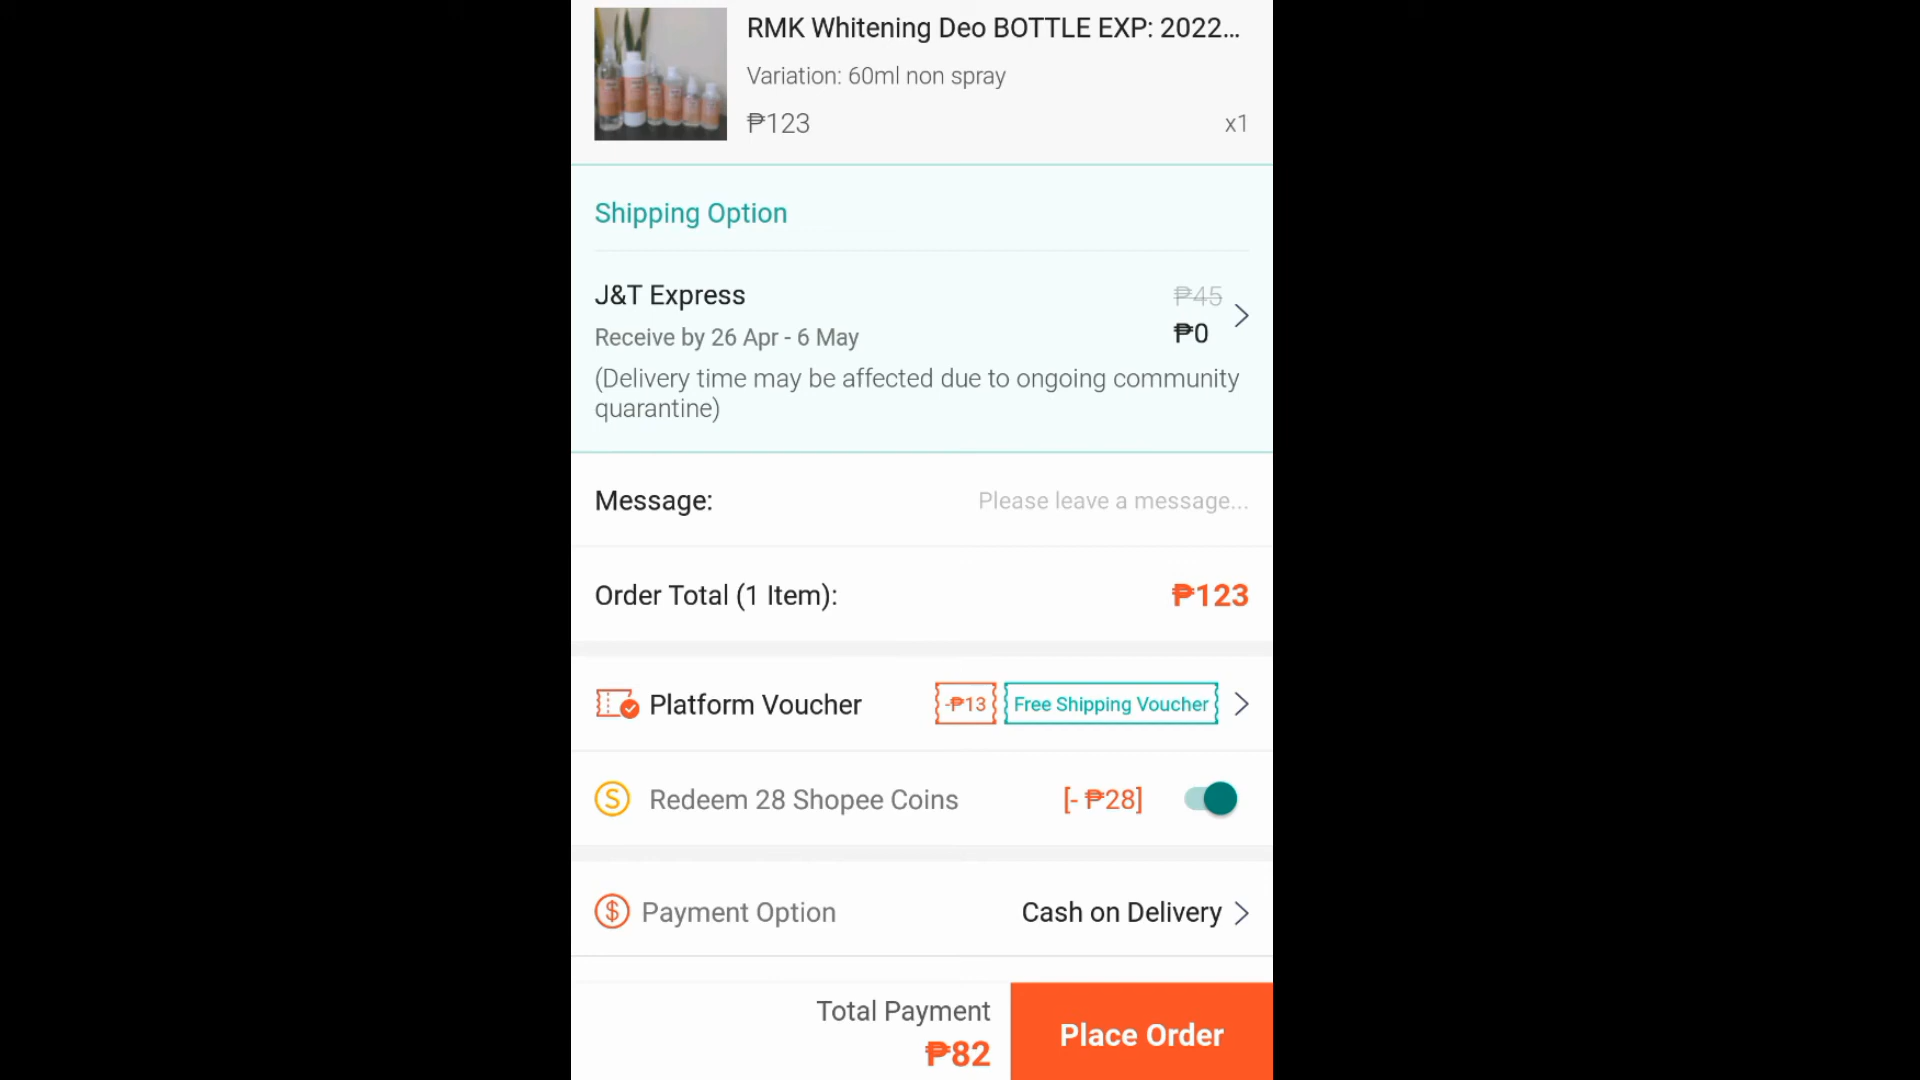 RMK Whitening Deo BOTTLE EXP: 2022...
Variation: 60ml non spray
₱123
x1
Shipping Option
J&T Express
₱45
Receive by 26 Apr - 6 May
₱0
(Delivery time may be affected due to ongoing community
quarantine)
Message:
Please leave a message...
Order Total (1 Item):
₱123
Platform Voucher
-₱13
Free Shipping Voucher
Redeem 28 Shopee Coins
[- ₱28]
Payment Option
Cash on Delivery
Total Payment
₱82
Place Order